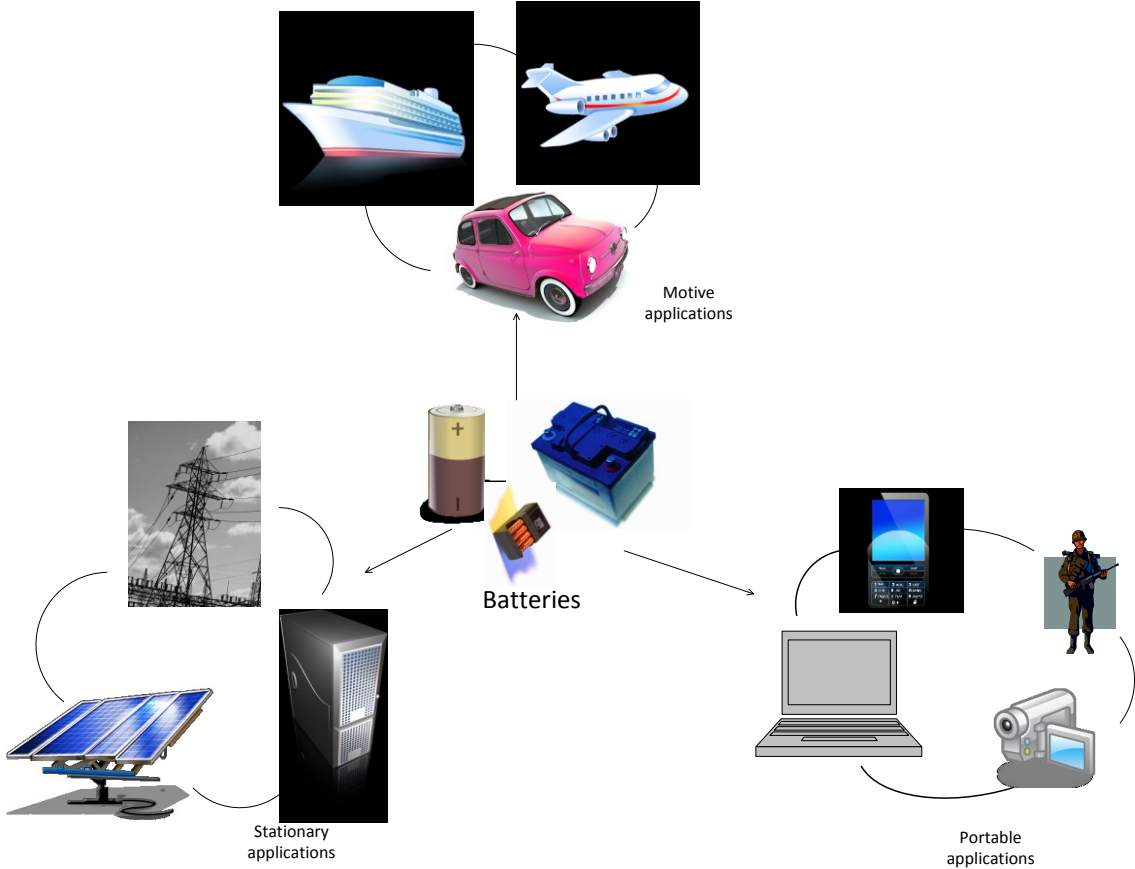 Motive
applications
+
Batteries
Stationary
applications
Portable
applications